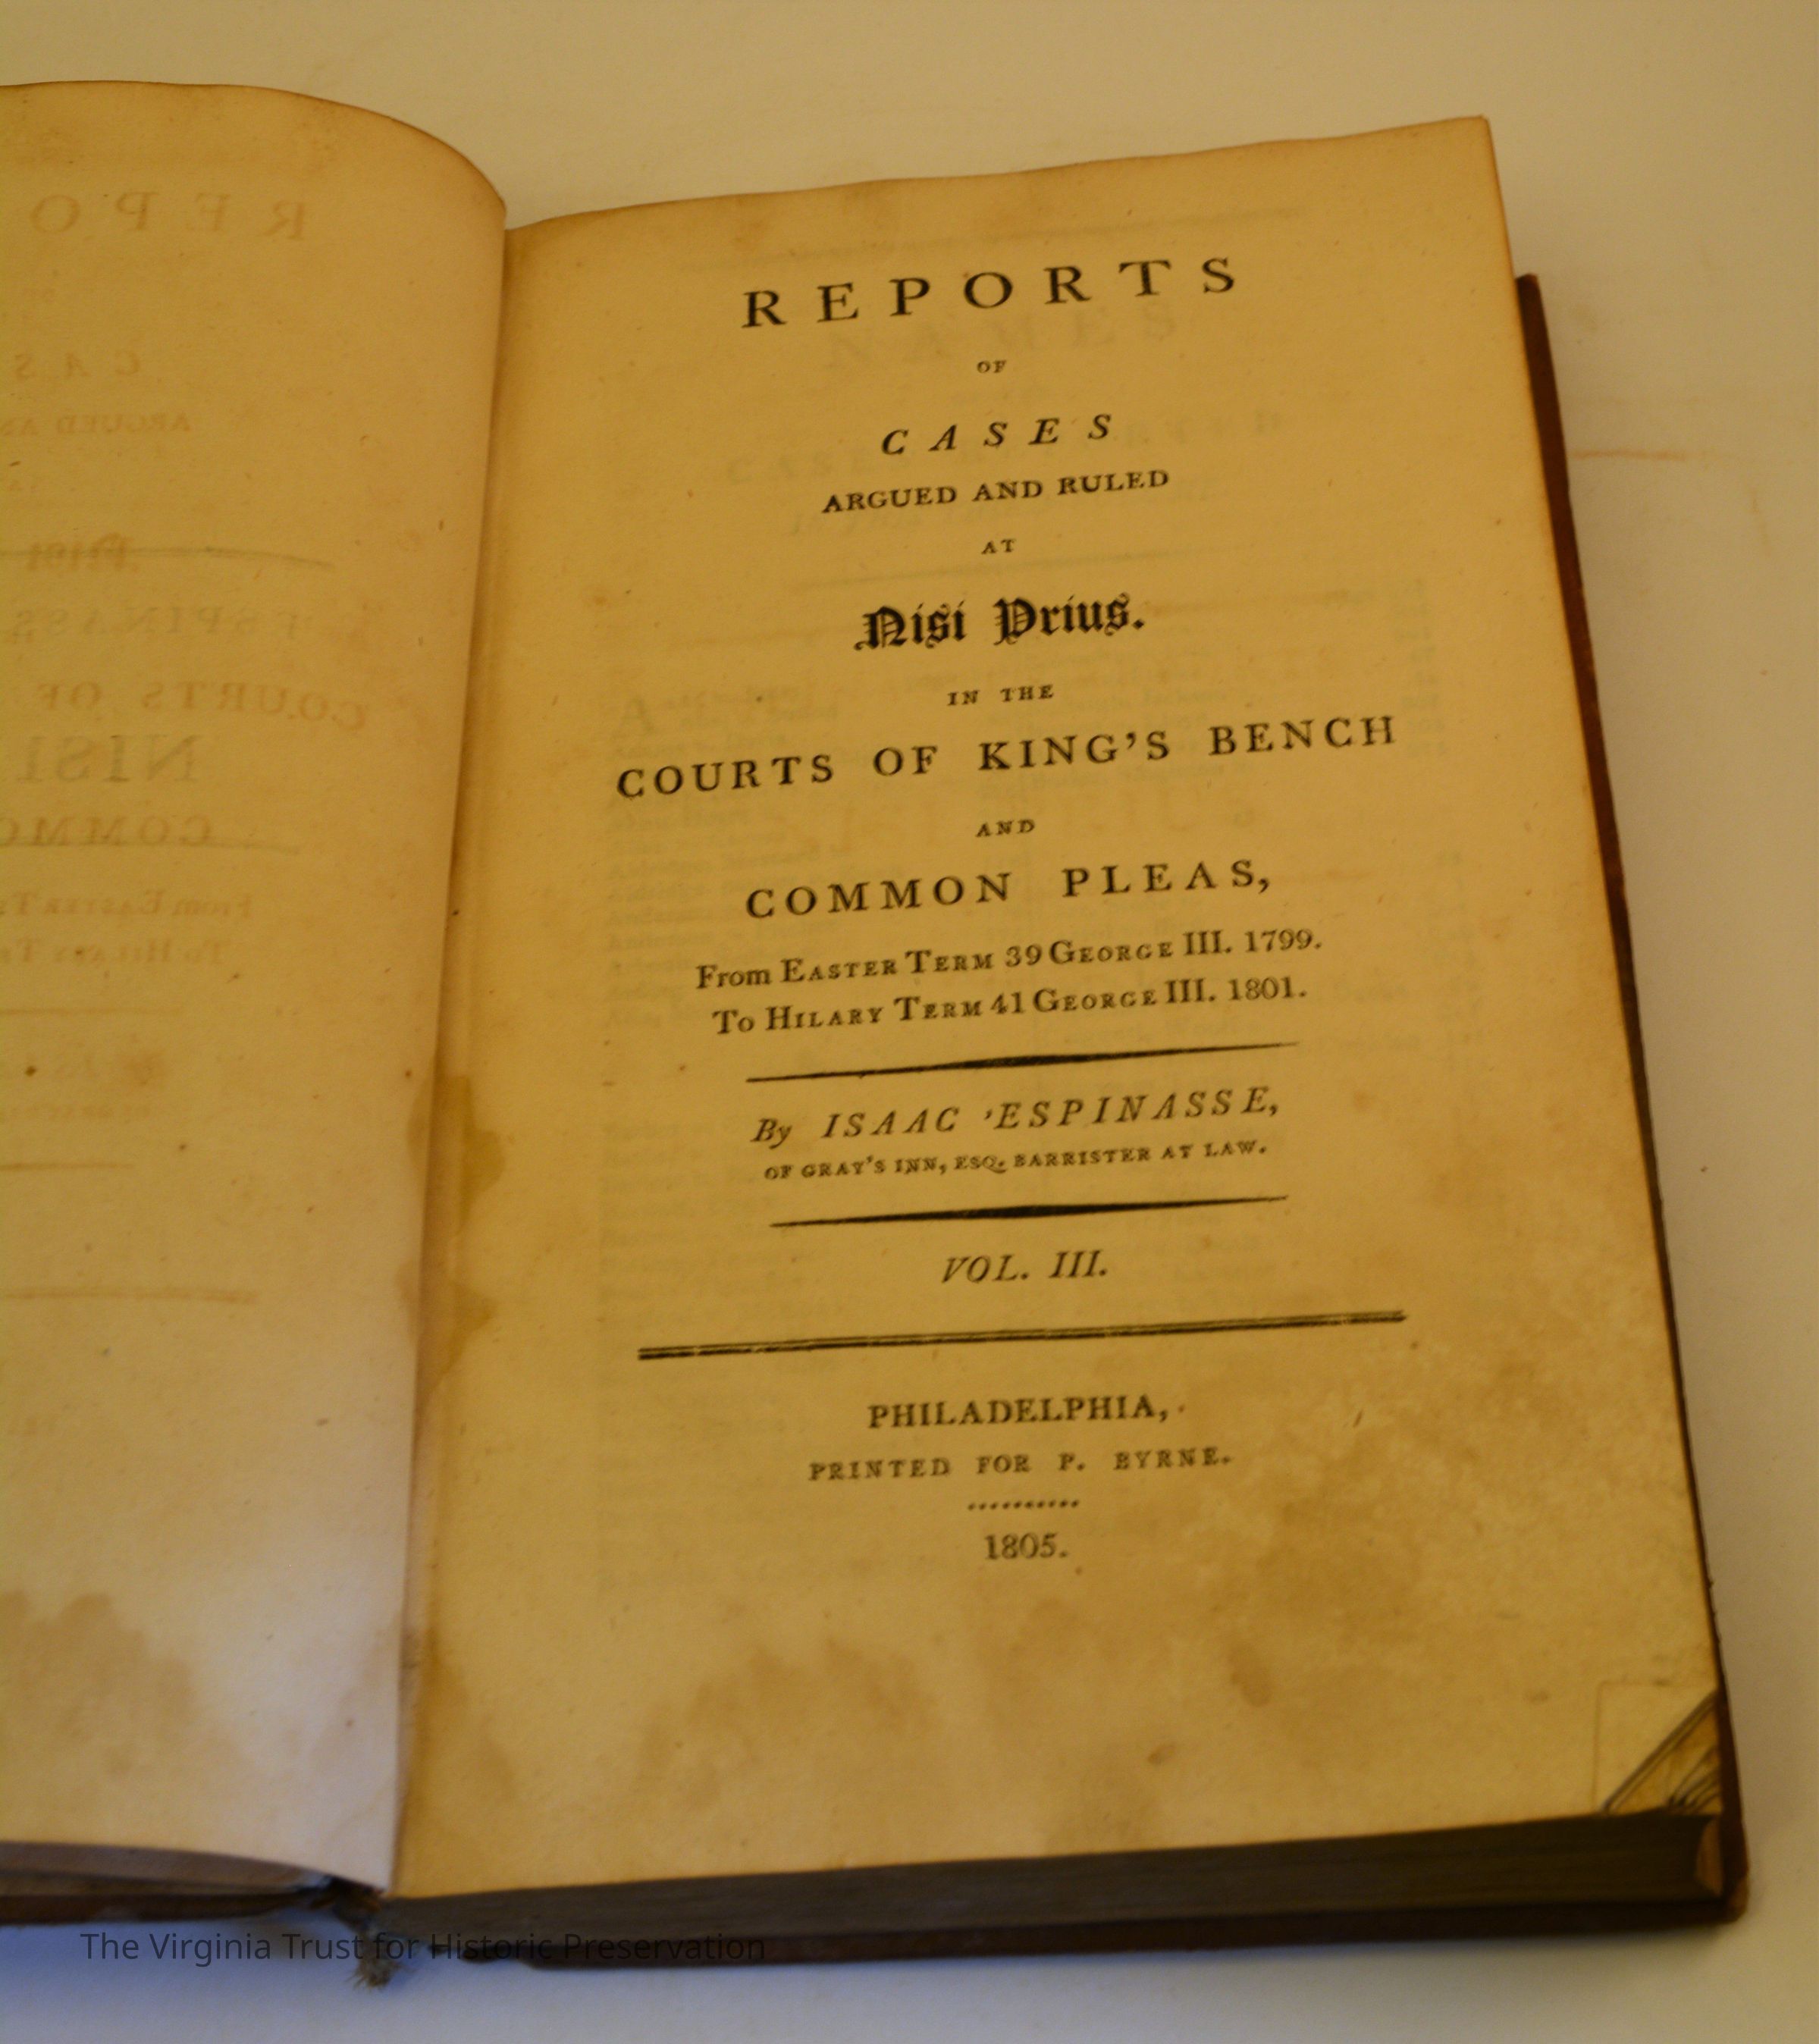 REPORTS
OF
CASES
ARGUED AND RULED
AT
Nisi Prius.
IN THE
COURTS OF KING'S BENCH
AND
COMMON PLEAS,
From EASTER TERM 39 GEORGE III. 1799.
To HILARY TERM 41 GEORGE III. 1801.
By ISAAC 'ESPINASSE,
OF GRAY'S INN, ESQ. BARRISTER AT LAW.
VOL. III.
PHILADELPHIA,
PRINTED FOR P. BYRNE.
1805.
The Virginia Trust for Historic Preservation